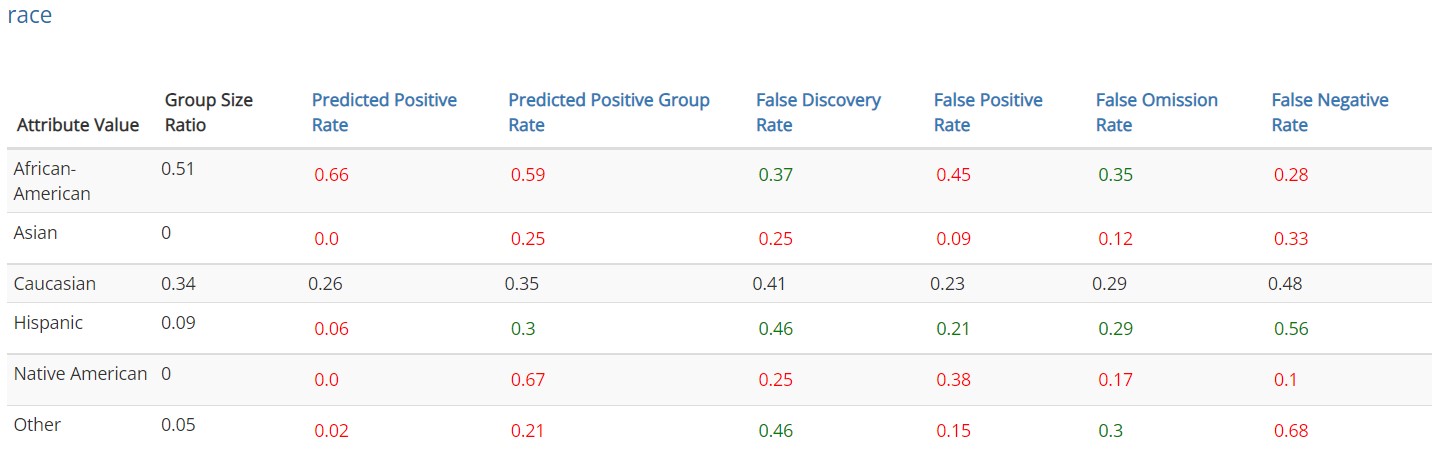 race
Group Size Predicted Positive Predicted Positive Group False Discovery False Positive False Omission False Negative
Attribute Value Ratio Rate Rate Rate Rate Rate Rate
African-
American 0.51 0.66 0.59 0.37 0.45 0.35 0.28
Asian 0 0.0 0.25 0.25 0.09 0.12 0.33
Caucasian 0.34 0.26 0.35 0.41 0.23 0.29 0.48
Hispanic 0.09 0.06 0.3 0.46 0.21 0.29 0.56
Native American 0 0.0 0.67 0.25 0.38 0.17 0.1
Other 0.05 0.02 0.21 0.46 0.15 0.3 0.68